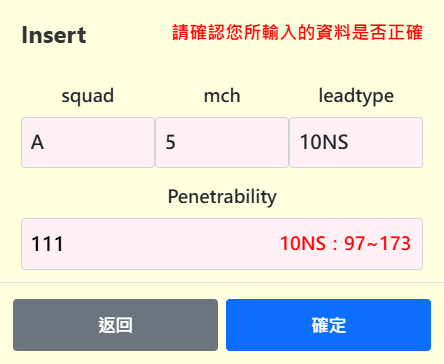 Insert 請確認您所輸入的資料是否正確
squad mch leadtype
A 5 10NS
Penetrability
111 10NS：97~173
返回 確定